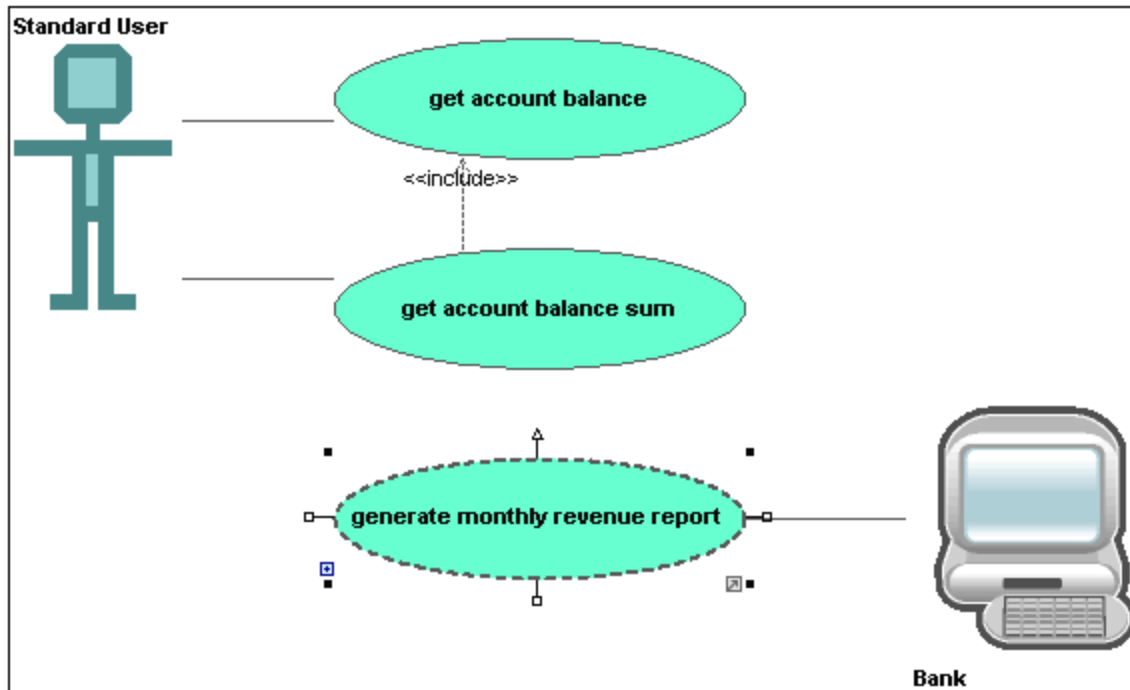 Standard User
get account balance
<<include>>
get account balance sum
generate monthly revenue report
Bank